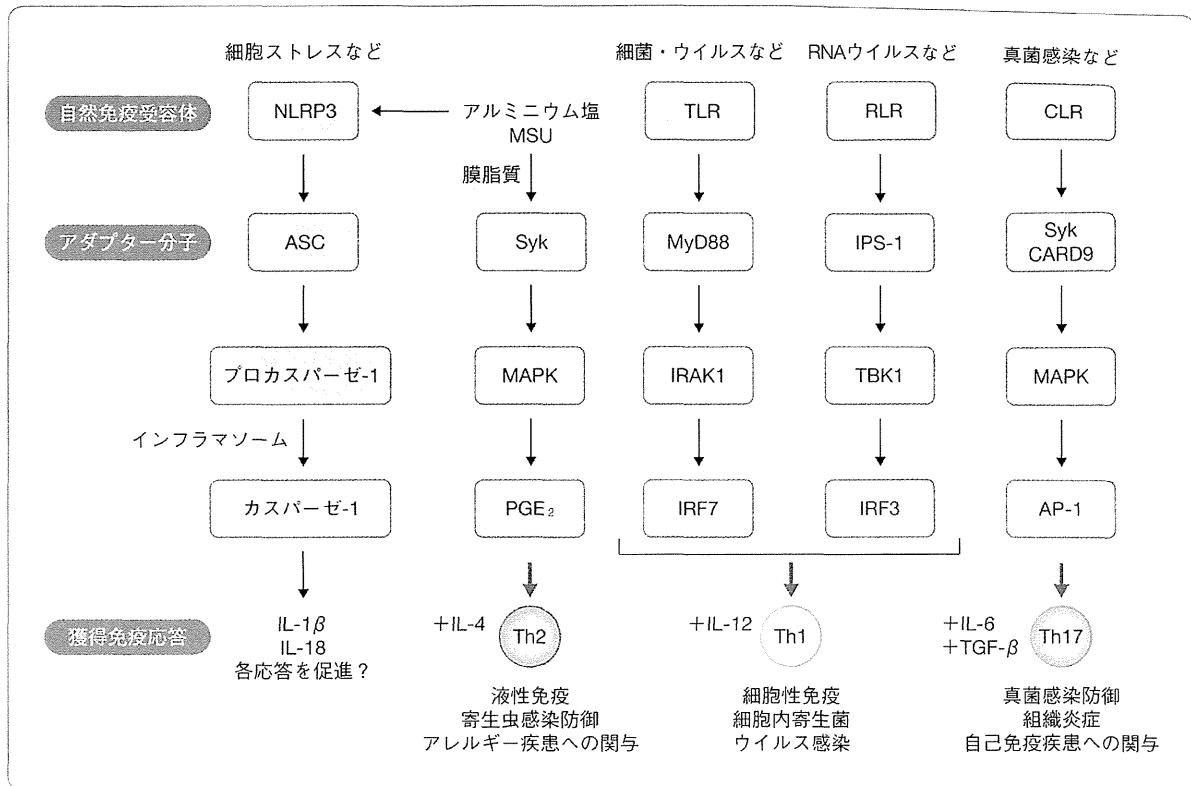 細胞ストレスなど
細菌・ウイルスなど
RNAウイルスなど
真菌感染など
自然免疫受容体
NLRP3
アルミニウム塩
MSU
TLR
RLR
CLR
膜脂質
アダプター分子
ASC
Syk
MyD88
IPS-1
Syk
CARD9
プロカスパーゼ-1
MAPK
IRAK1
TBK1
MAPK
インフラマソーム
カスパーゼ-1
PGE₂
IRF7
IRF3
AP-1
獲得免疫応答
IL-1β
IL-18
各応答を促進？
+IL-4
Th2
液性免疫
寄生虫感染防御
アレルギー疾患への関与
+IL-12
Th1
細胞性免疫
細胞内寄生菌
ウイルス感染
+IL-6
+TGF-β
Th17
真菌感染防御
組織炎症
自己免疫疾患への関与